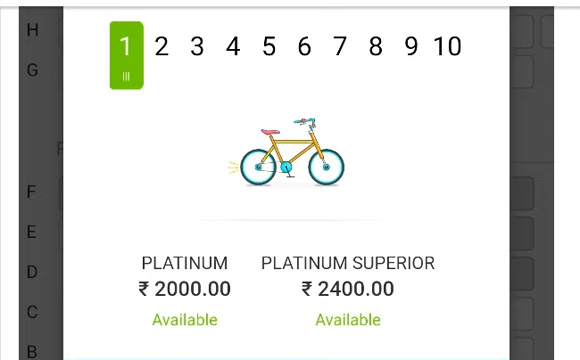 H
1 2 3 4 5 6 7 8 9 10
G
F
E
PLATINUM PLATINUM SUPERIOR
D
₹ 2000.00 ₹ 2400.00
C
Available Available
B